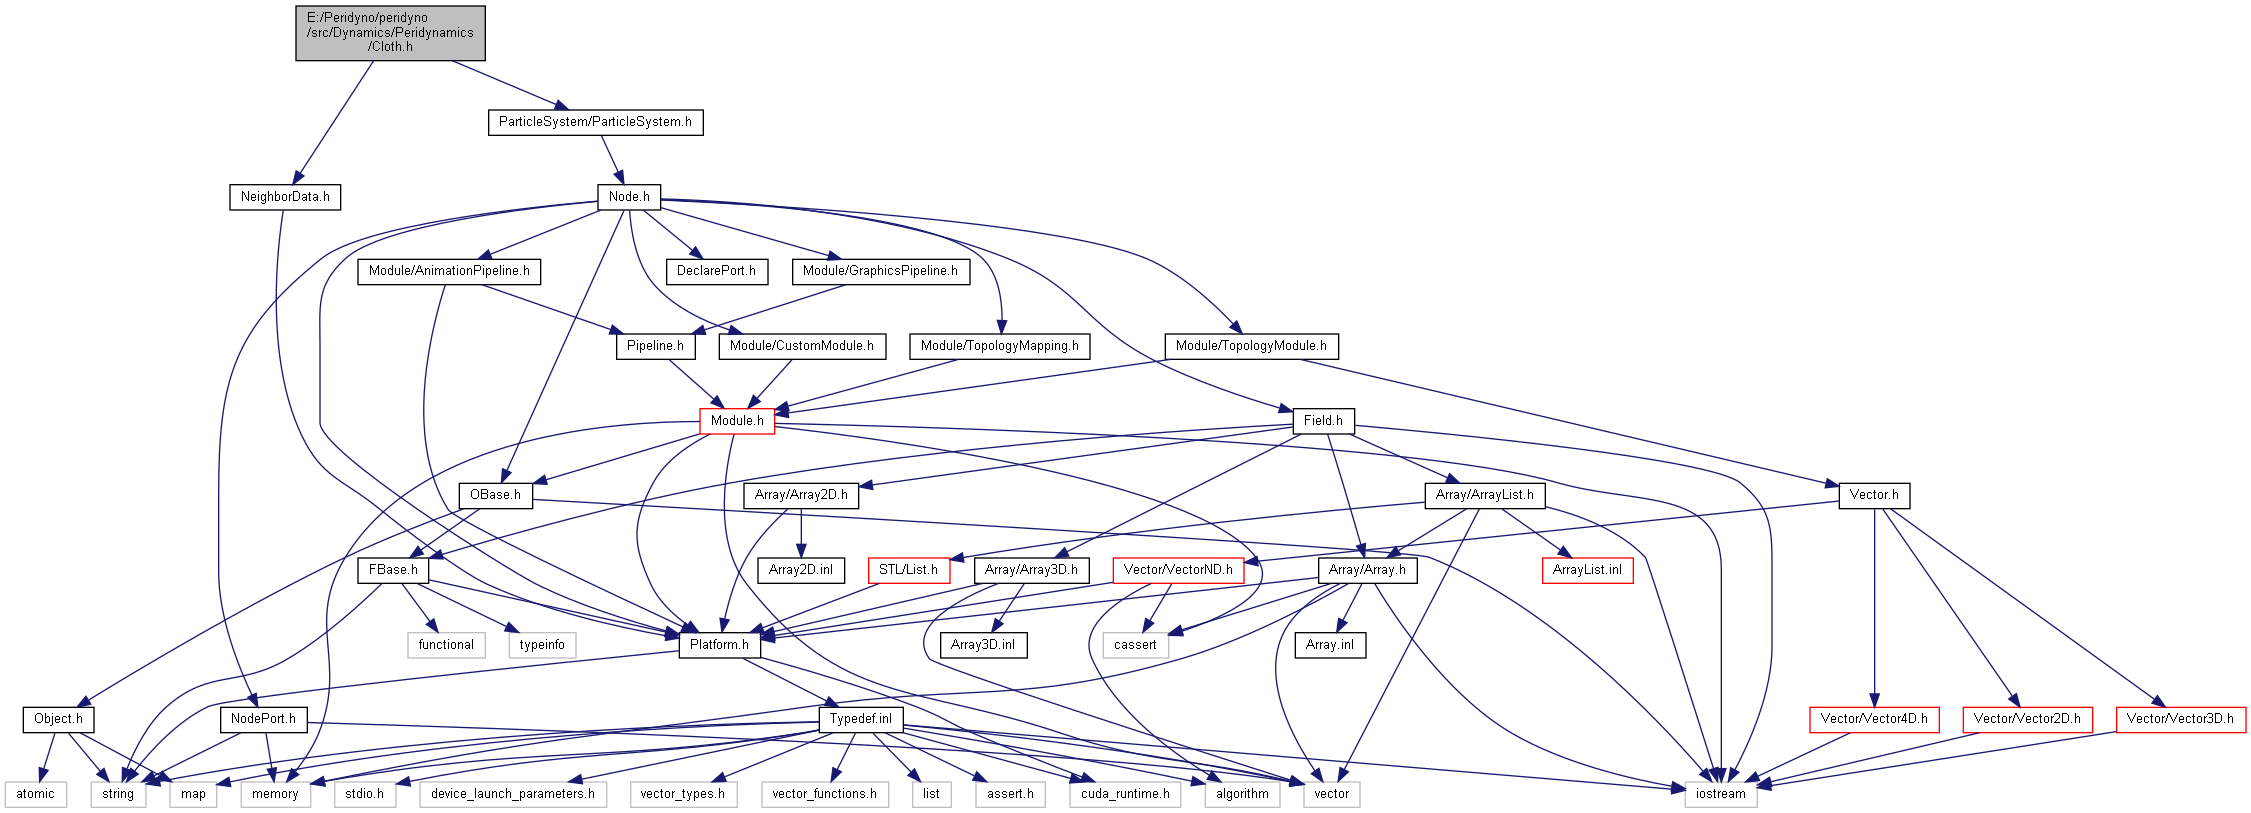 E:/Peridyno/peridyno
/src/Dynamics/Peridynamics
/Cloth.h
ParticleSystem/ParticleSystem.h
NeighborData.h
Node.h
Module/AnimationPipeline.h
DeclarePort.h
Module/GraphicsPipeline.h
Pipeline.h
Module/CustomModule.h
Module/TopologyMapping.h
Module/TopologyModule.h
Module.h
Field.h
OBase.h
Array/Array2D.h
Array/ArrayList.h
Vector.h
FBase.h
Array2D.inl
STL/List.h
Array/Array3D.h
Vector/VectorND.h
Array/Array.h
ArrayList.inl
functional
typeinfo
Platform.h
Array3D.inl
cassert
Array.inl
Object.h
NodePort.h
Typedef.inl
Vector/Vector4D.h
Vector/Vector2D.h
Vector/Vector3D.h
atomic
string
map
memory
stdio.h
device_launch_parameters.h
vector_types.h
vector_functions.h
list
assert.h
cuda_runtime.h
algorithm
vector
iostream